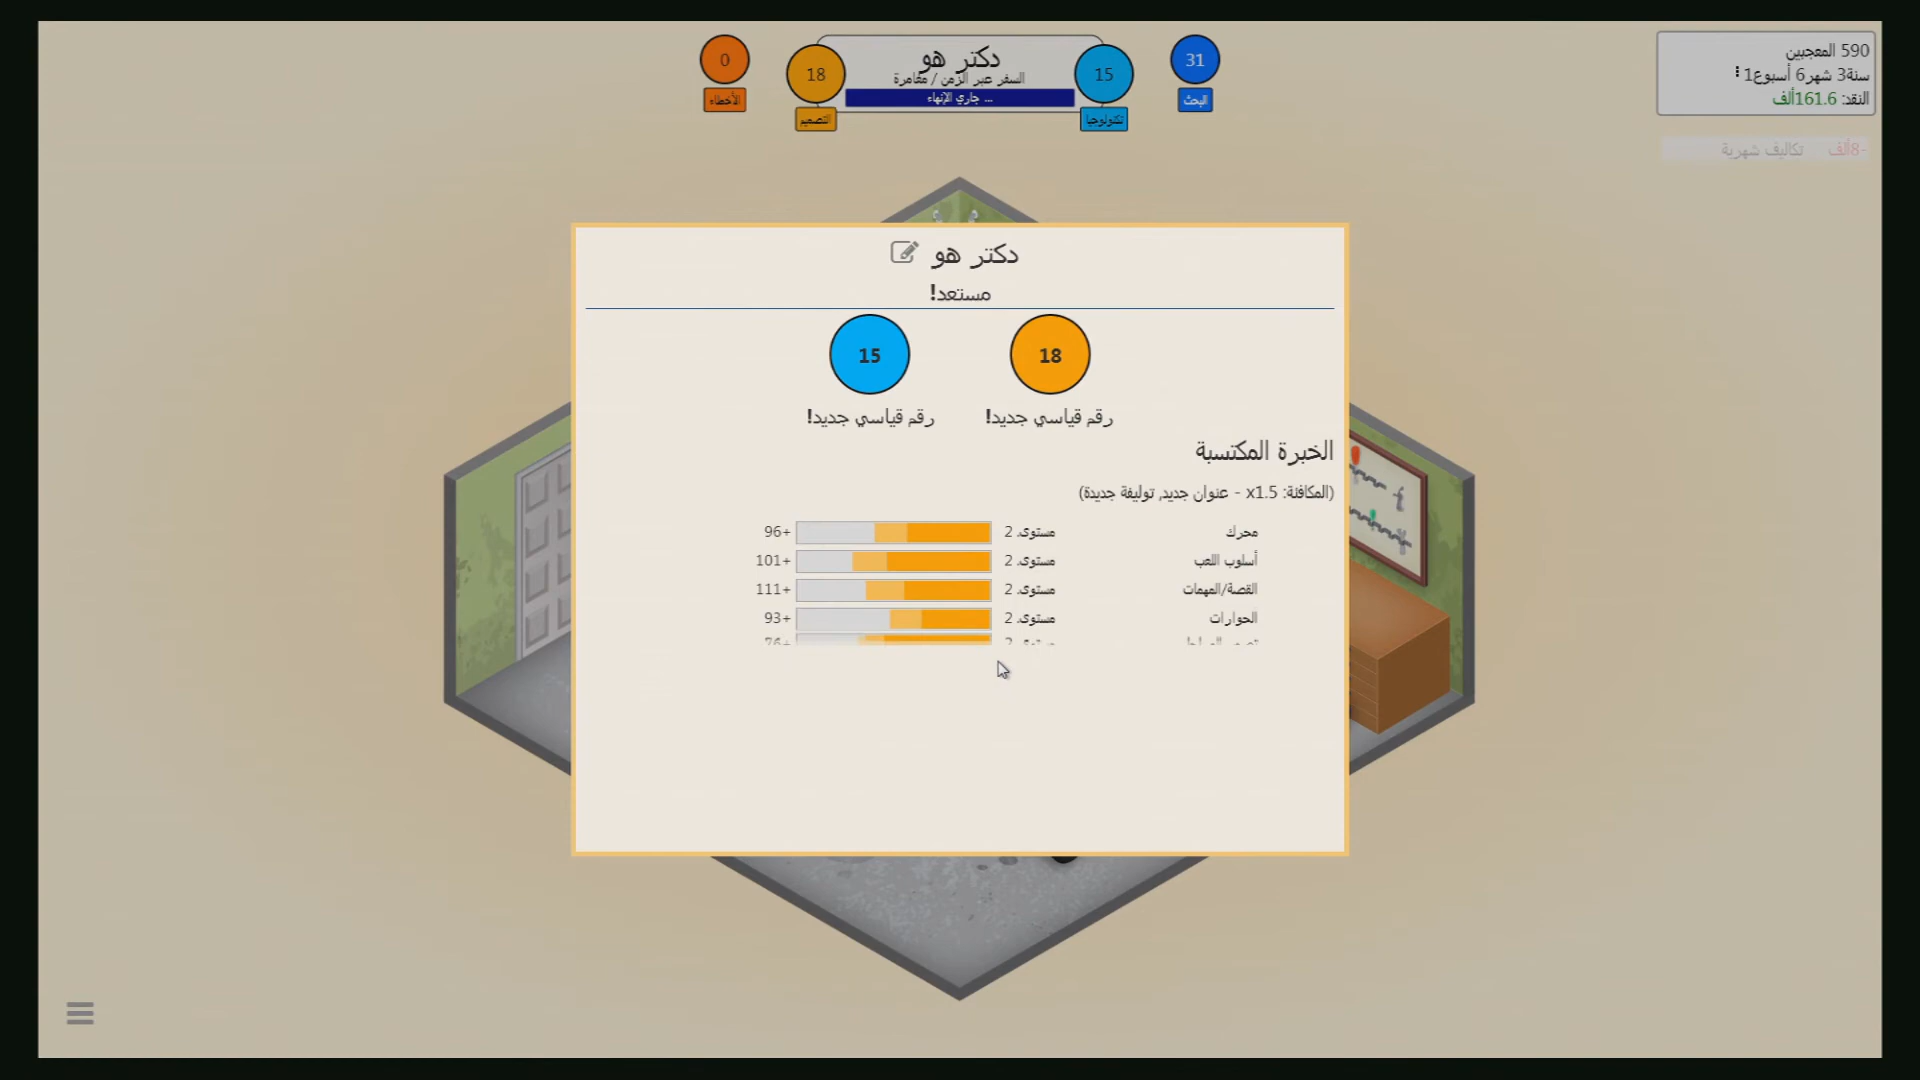 590 المعجبين
سنة3 شهر6 أسبوع1
النقد: 161.6ألف
-8ألف تكاليف شهرية
31
البحث
15
تكنولوجيا
دكتر هو
السفر عبر الزمن / مغامرة
جاري الإنهاء ...
18
التصميم
0
الأخطاء
دكتر هو
مستعد!
18
15
رقم قياسي جديد!
رقم قياسي جديد!
الخبرة المكتسبة
(المكافئة: x1.5 - عنوان جديد, توليفة جديدة)
محرك مستوى. 2 +96
أسلوب اللعب مستوى. 2 +101
القصة/المهمات مستوى. 2 +111
الحوارات مستوى. 2 +93